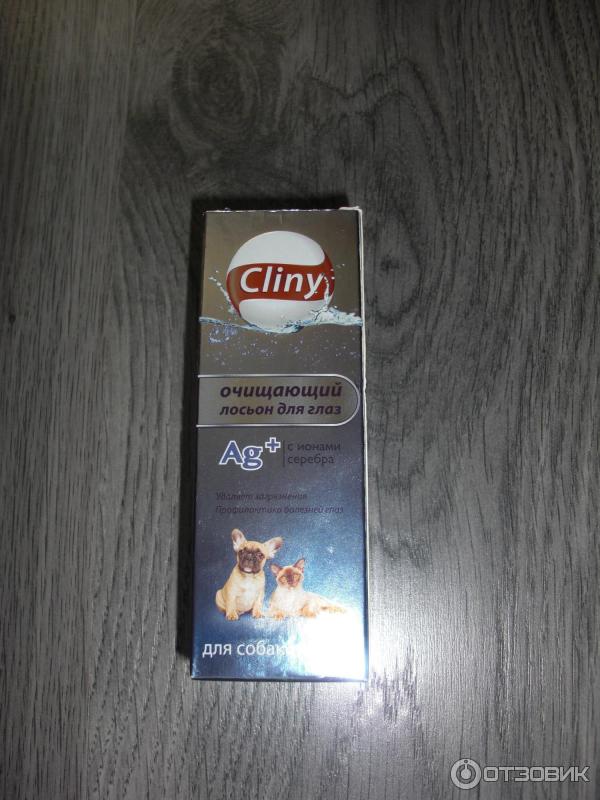 Cliny
очищающий
лосьон для глаз
Ag+
с ионами
серебра
Удаляет загрязнения
Профилактика болезней глаз
для собак
ОТЗОВИК